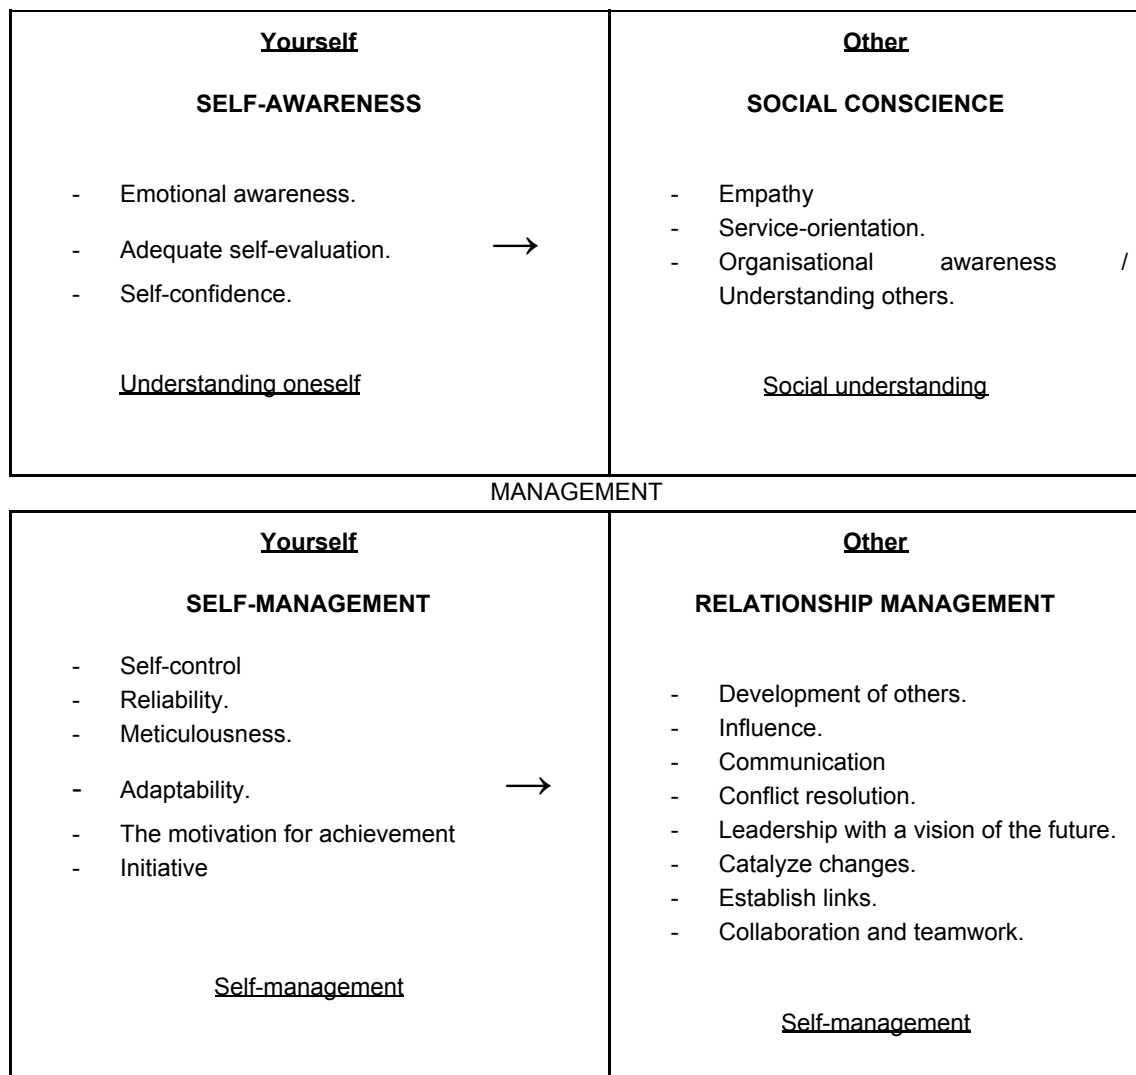 Yourself
SELF-AWARENESS
- Emotional awareness.
- Adequate self-evaluation. →
- Self-confidence.
Understanding oneself
Other
SOCIAL CONSCIENCE
- Empathy
- Service-orientation.
- Organisational awareness /
Understanding others.
Social understanding
MANAGEMENT
Yourself
SELF-MANAGEMENT
- Self-control
- Reliability.
- Meticulousness.
- Adaptability. →
- The motivation for achievement
- Initiative
Self-management
Other
RELATIONSHIP MANAGEMENT
- Development of others.
- Influence.
- Communication
- Conflict resolution.
- Leadership with a vision of the future.
- Catalyze changes.
- Establish links.
- Collaboration and teamwork.
Self-management